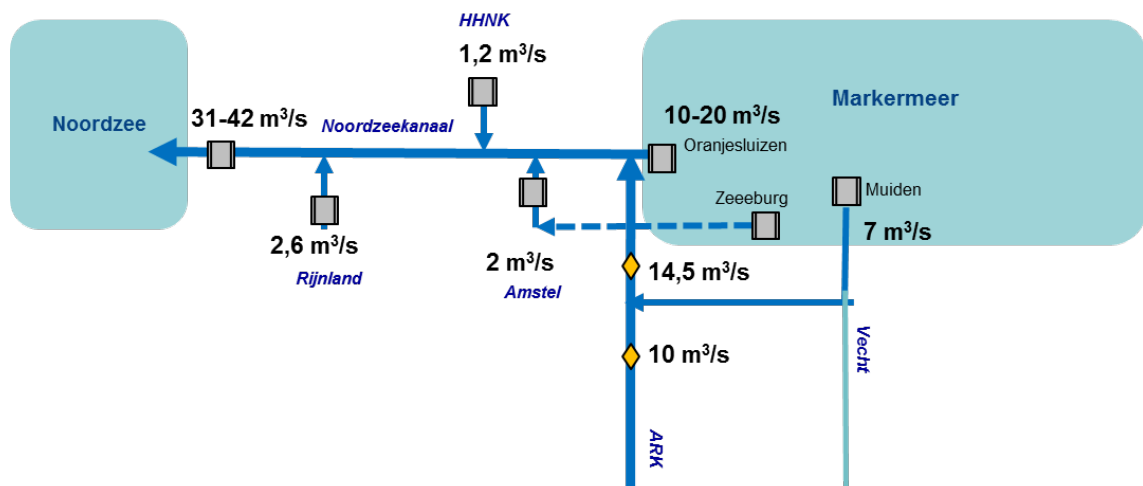 HHNK
1,2 m³/s
Noordzee
31-42 m³/s
Noordzeekanaal
10-20 m³/s
Markermeer
Oranjesluizen
Zeeeburg
Muiden
7 m³/s
2,6 m³/s
Rijnland
2 m³/s
Amstel
14,5 m³/s
10 m³/s
Vecht
ARK